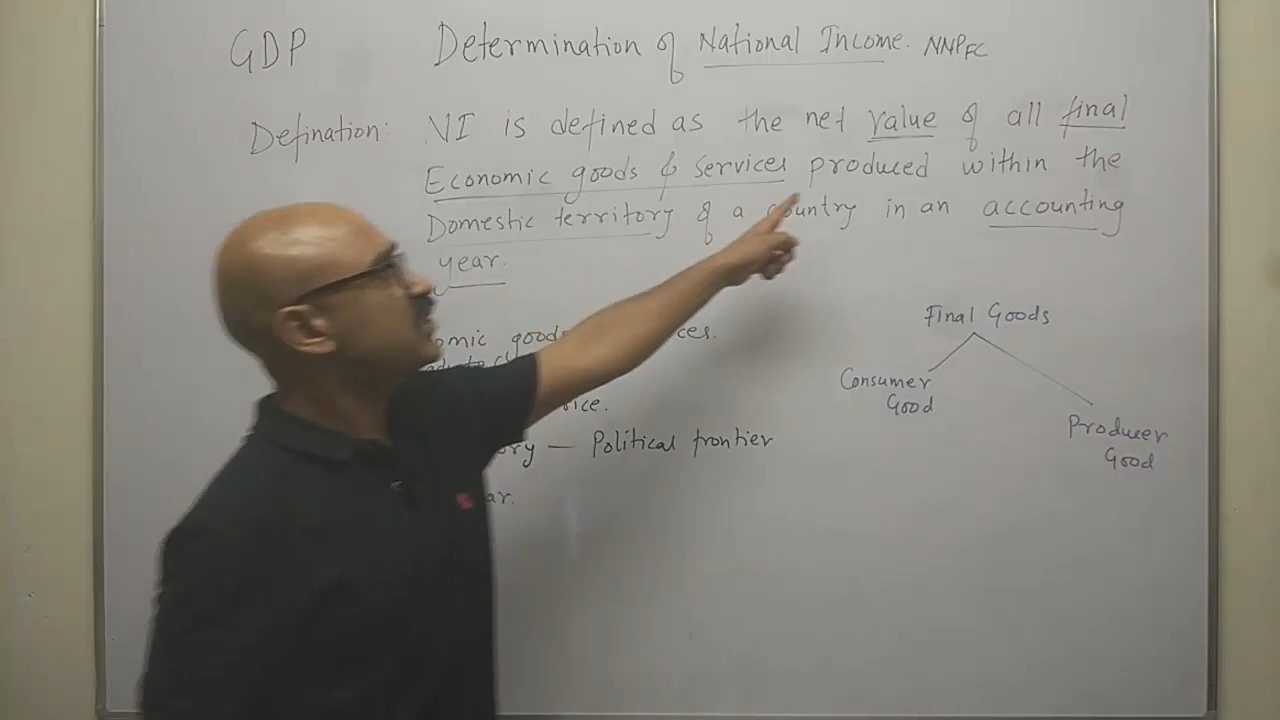 GDP Determination of National Income. NNPFC
Defination: NI is defined as the net value of all final
Economic goods & services produced within the
Domestic territory of a country in an accounting
year.
goods
Final Goods
Consumer
Good
Producer
Good
— Political frontier